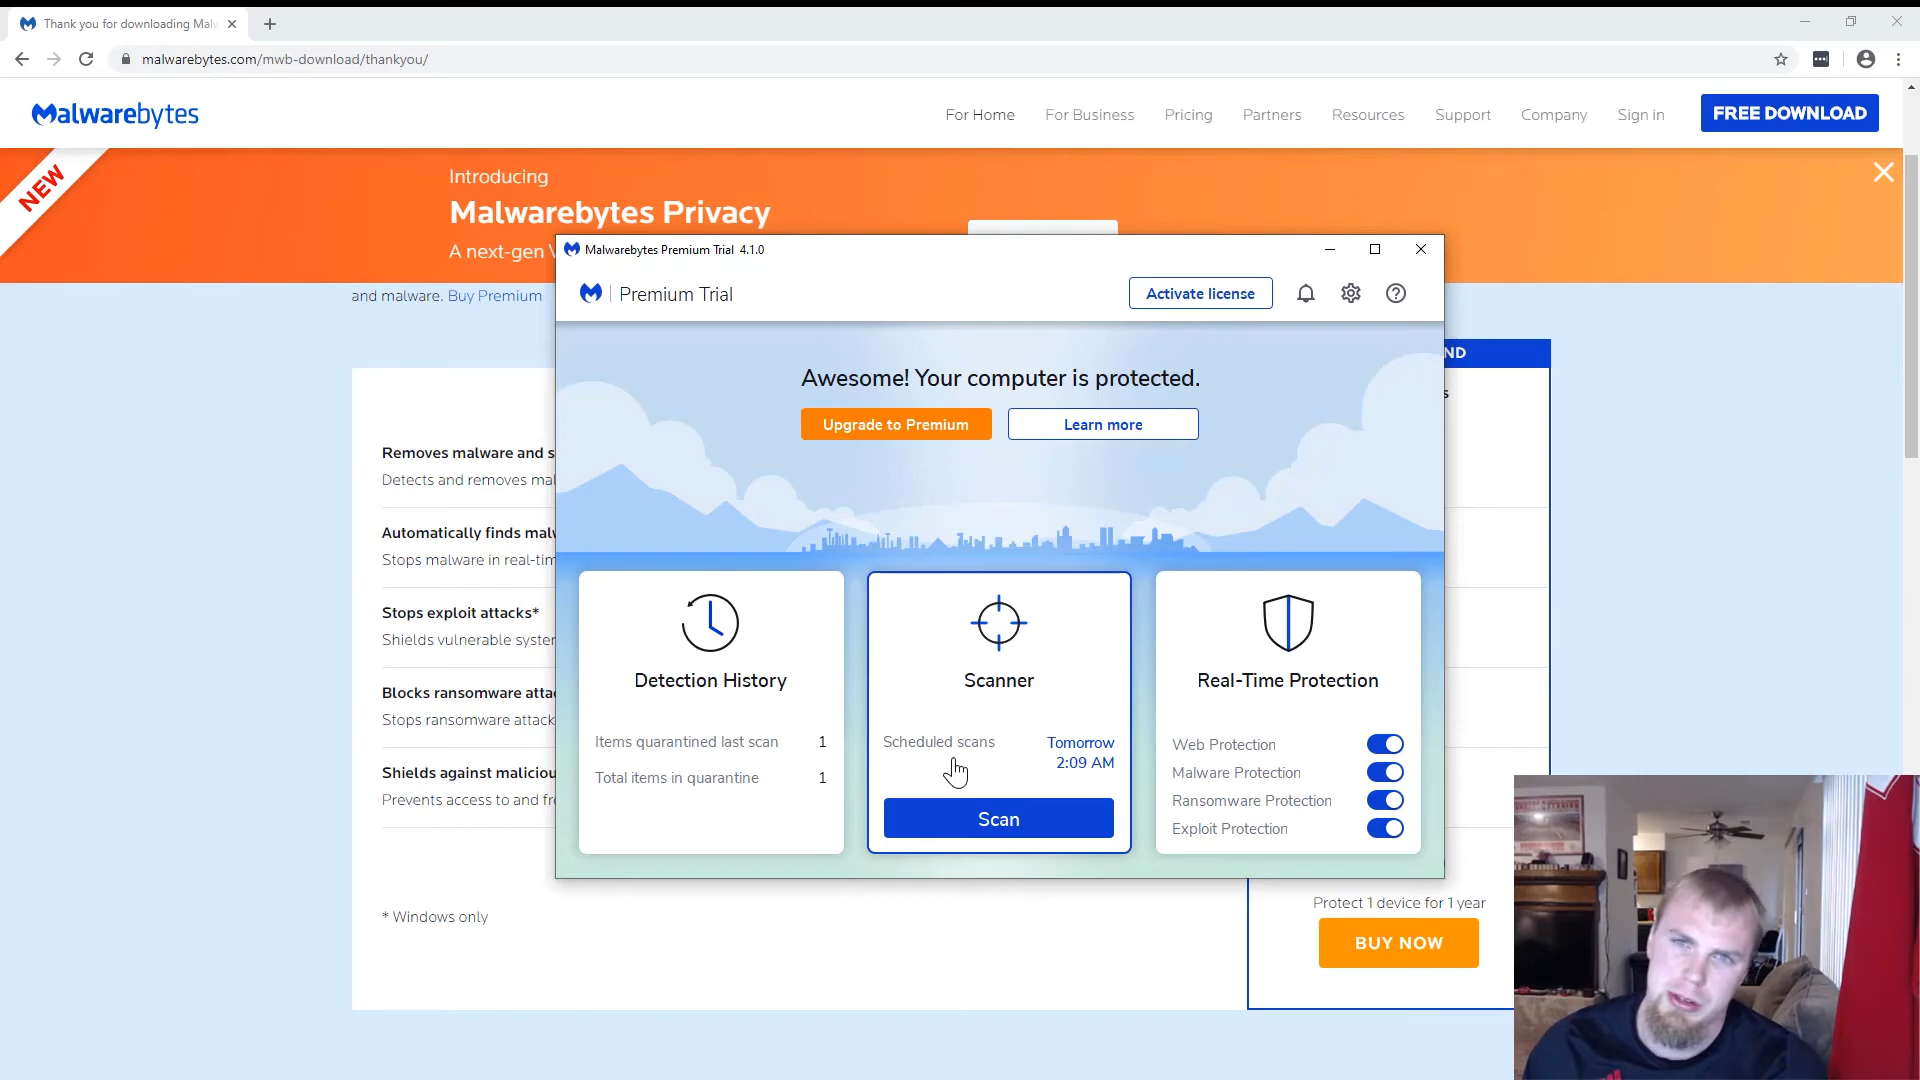 Thank you for downloading Mal
malwarebytes.com/mwb-download/thankyou/
Malwarebytes
For Home
For Business
Pricing
Partners
Resources
Support
Company
Sign in
FREE DOWNLOAD
NEW
Introducing
Malwarebytes Privacy
A next-gen V
and malware. Buy Premium
Malwarebytes Premium Trial 4.1.0
Premium Trial
Activate license
Awesome! Your computer is protected.
Upgrade to Premium
Learn more
ND
s
Removes malware and s
Detects and removes mal
Automatically finds malw
Stops malware in real-tim
Stops exploit attacks*
Shields vulnerable system
Blocks ransomware atta
Stops ransomware attack
Shields against maliciou
Prevents access to and fr
* Windows only
Detection History
Items quarantined last scan 1
Total items in quarantine 1
Scanner
Scheduled scans
Tomorrow
2:09 AM
Scan
Real-Time Protection
Web Protection
Malware Protection
Ransomware Protection
Exploit Protection
Protect 1 device for 1 year
BUY NOW